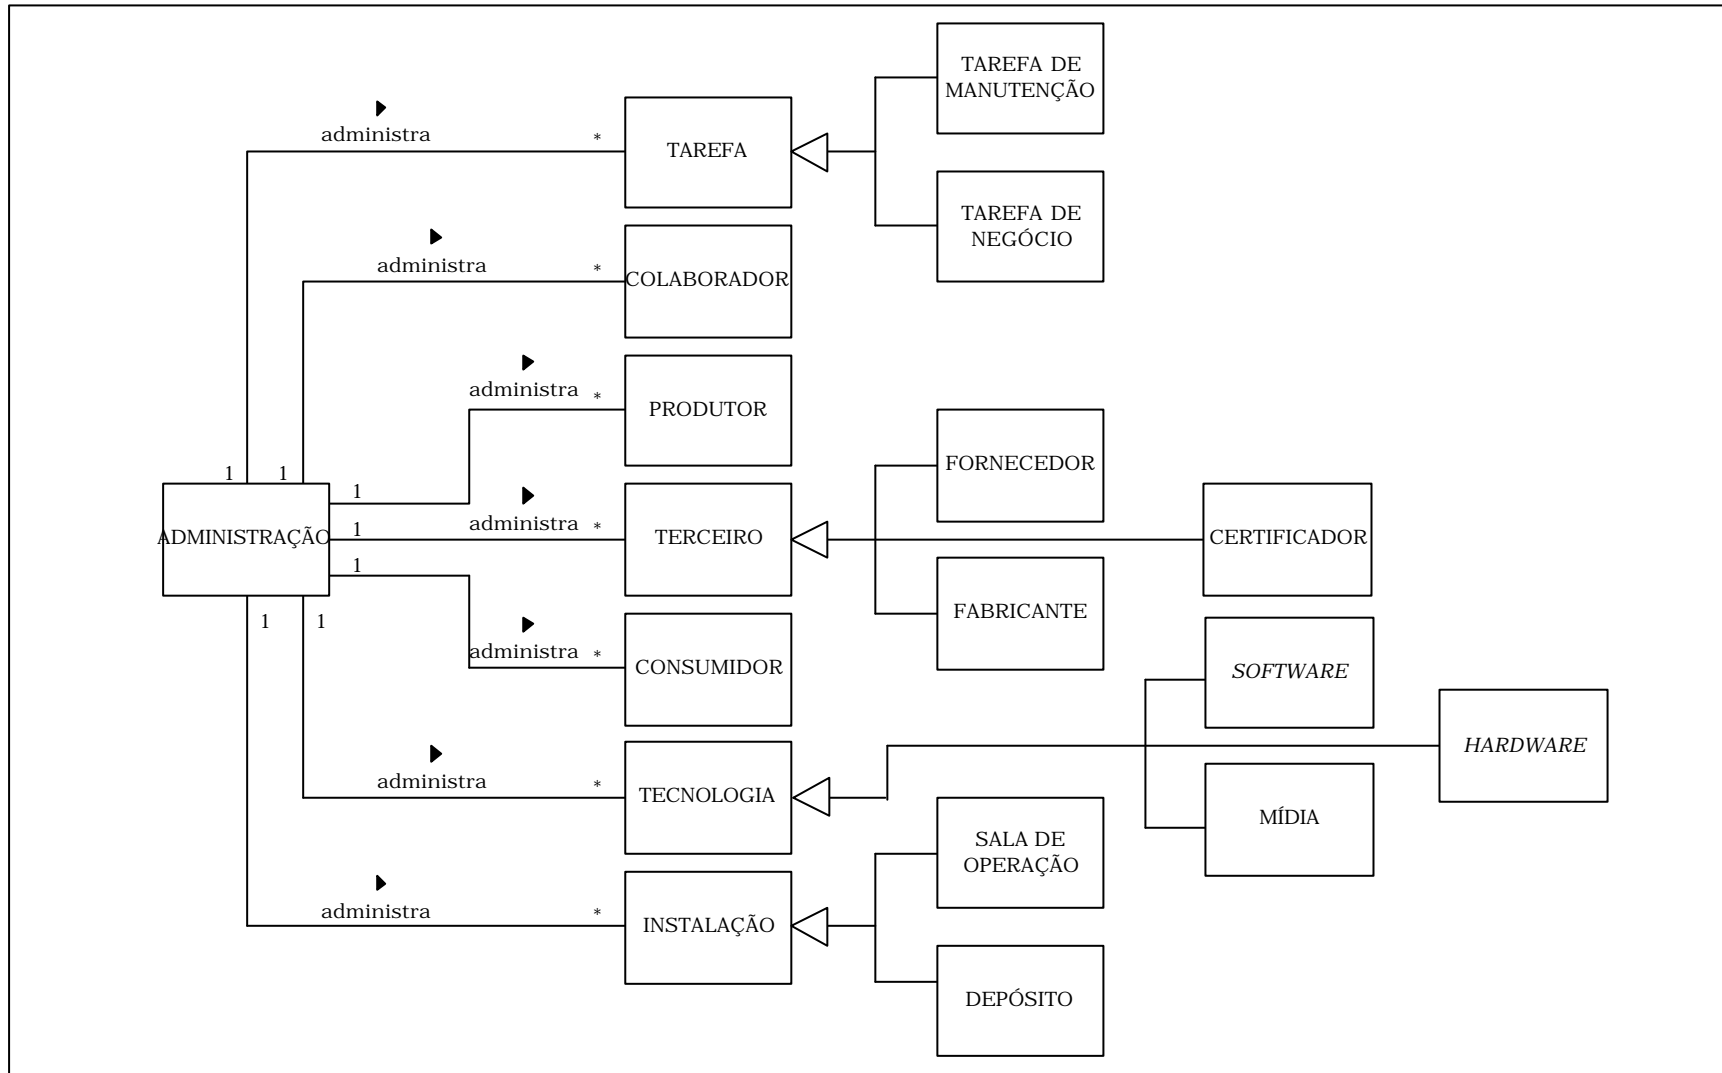 TAREFA DE
MANUTENÇÃO
administra
*
TAREFA
TAREFA DE
NEGÓCIO
administra
*
COLABORADOR
administra
*
PRODUTOR
FORNECEDOR
1
1
1
administra
*
TERCEIRO
CERTIFICADOR
ADMINISTRAÇÃO
1
1
FABRICANTE
1
1
administra
*
CONSUMIDOR
SOFTWARE
HARDWARE
administra
*
TECNOLOGIA
MÍDIA
SALA DE
OPERAÇÃO
administra
*
INSTALAÇÃO
DEPÓSITO